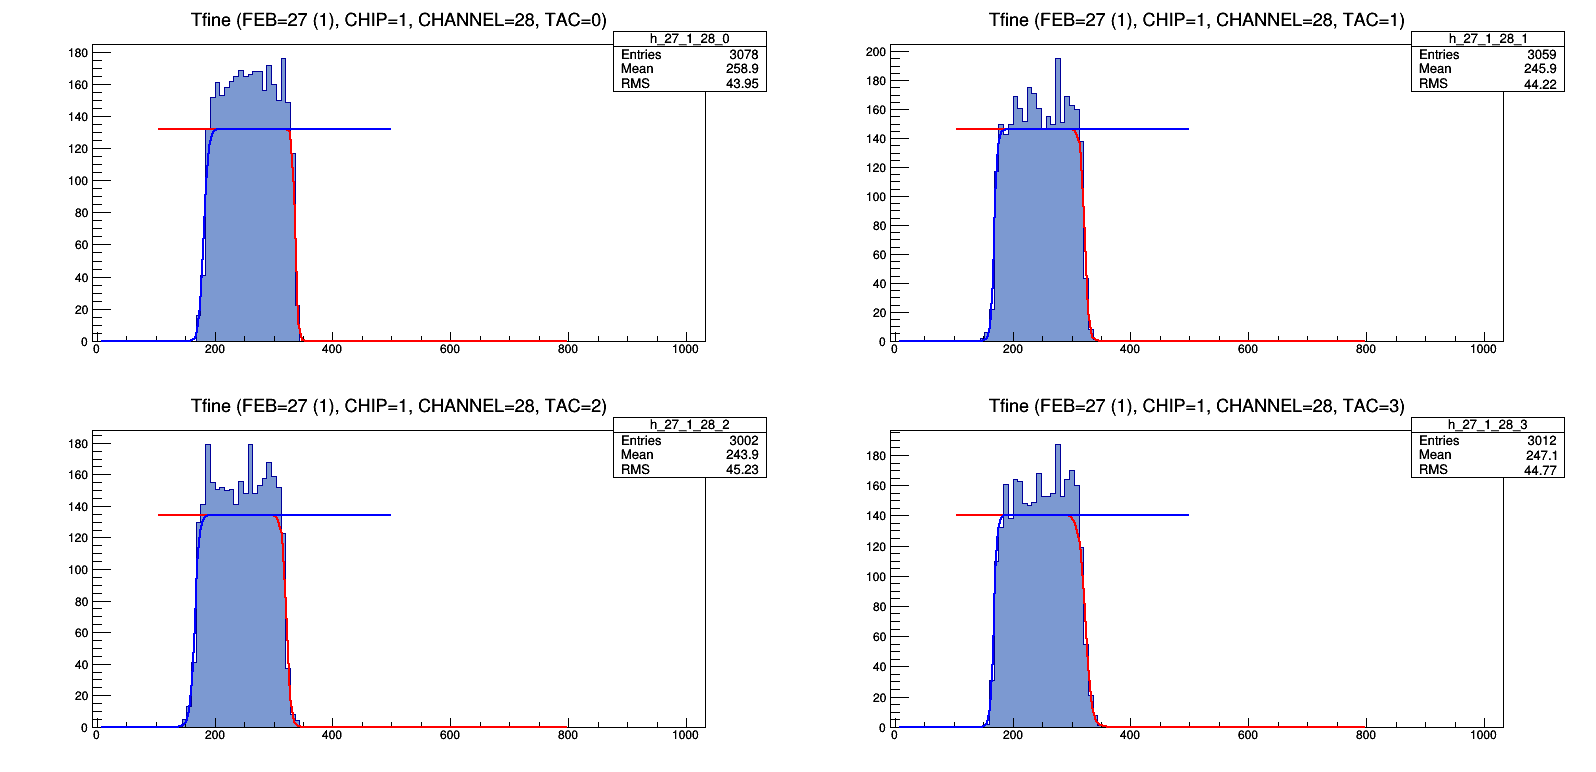 Tfine (FEB=27 (1), CHIP=1, CHANNEL=28, TAC=0)
h_27_1_28_0
Entries 3078
Mean 258.9
RMS 43.95
180
160
140
120
100
80
60
40
20
0
0 200 400 600 800 1000
Tfine (FEB=27 (1), CHIP=1, CHANNEL=28, TAC=1)
h_27_1_28_1
Entries 3059
Mean 245.9
RMS 44.22
200
180
160
140
120
100
80
60
40
20
0
0 200 400 600 800 1000
Tfine (FEB=27 (1), CHIP=1, CHANNEL=28, TAC=2)
h_27_1_28_2
Entries 3002
Mean 243.9
RMS 45.23
180
160
140
120
100
80
60
40
20
0
0 200 400 600 800 1000
Tfine (FEB=27 (1), CHIP=1, CHANNEL=28, TAC=3)
h_27_1_28_3
Entries 3012
Mean 247.1
RMS 44.77
180
160
140
120
100
80
60
40
20
0
0 200 400 600 800 1000